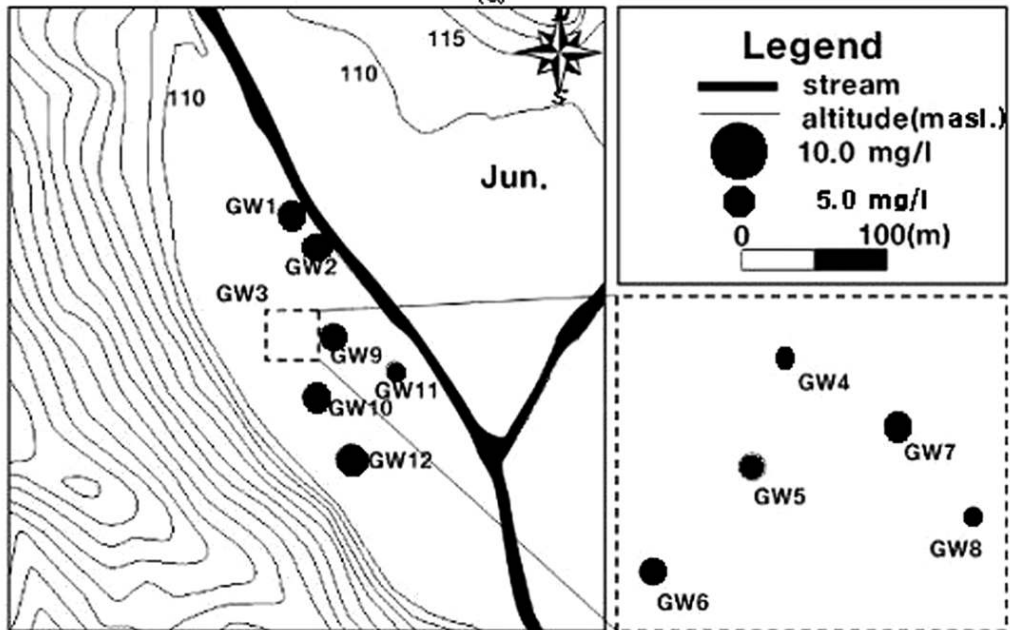 115
110
110
S
Jun.
GW1
GW2
GW3
GW9
GW11
GW10
GW12
Legend
stream
altitude(masl.)
10.0 mg/l
5.0 mg/l
0 100(m)
GW4
GW7
GW5
GW8
GW6